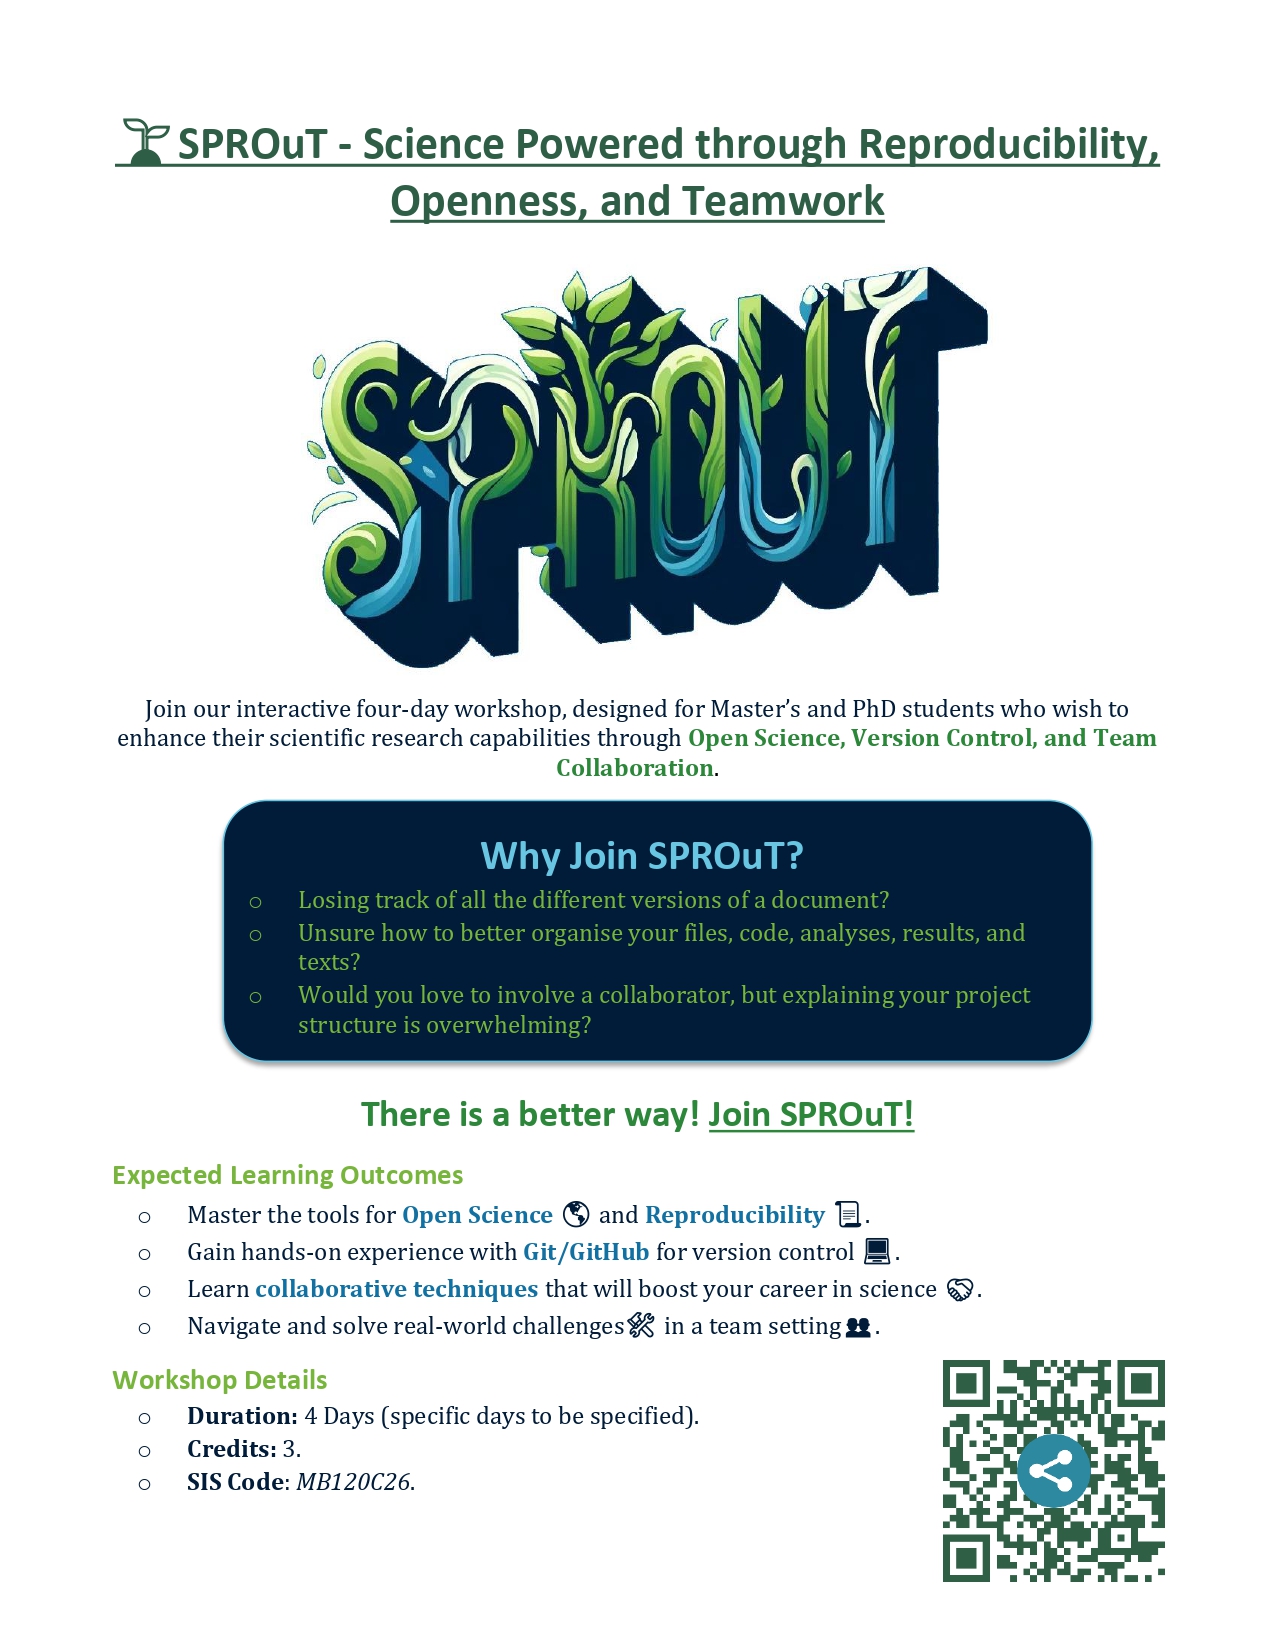 SPROuT - Science Powered through Reproducibility,
Openness, and Teamwork
SPROUT
Join our interactive four-day workshop, designed for Master’s and PhD students who wish to
enhance their scientific research capabilities through Open Science, Version Control, and Team
Collaboration.
Why Join SPROuT?
o Losing track of all the different versions of a document?
o Unsure how to better organise your files, code, analyses, results, and
texts?
o Would you love to involve a collaborator, but explaining your project
structure is overwhelming?
There is a better way! Join SPROuT!
Expected Learning Outcomes
o Master the tools for Open Science and Reproducibility .
o Gain hands-on experience with Git/GitHub for version control .
o Learn collaborative techniques that will boost your career in science .
o Navigate and solve real-world challenges in a team setting .
Workshop Details
o Duration: 4 Days (specific days to be specified).
o Credits: 3.
o SIS Code: MB120C26.